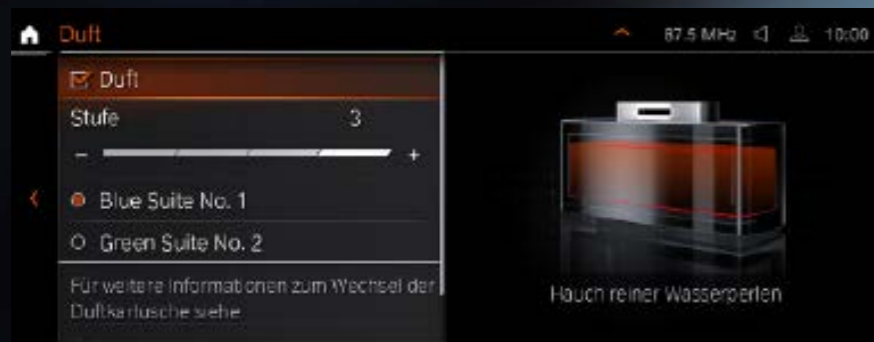 Duft
87.5 MHz
10:00
Duft
Stufe 3
- +
Blue Suite No. 1
Green Suite No. 2
Für weitere Informationen zum Wechsel der
Duftkartusche siehe
Hauch reiner Wasserperlen